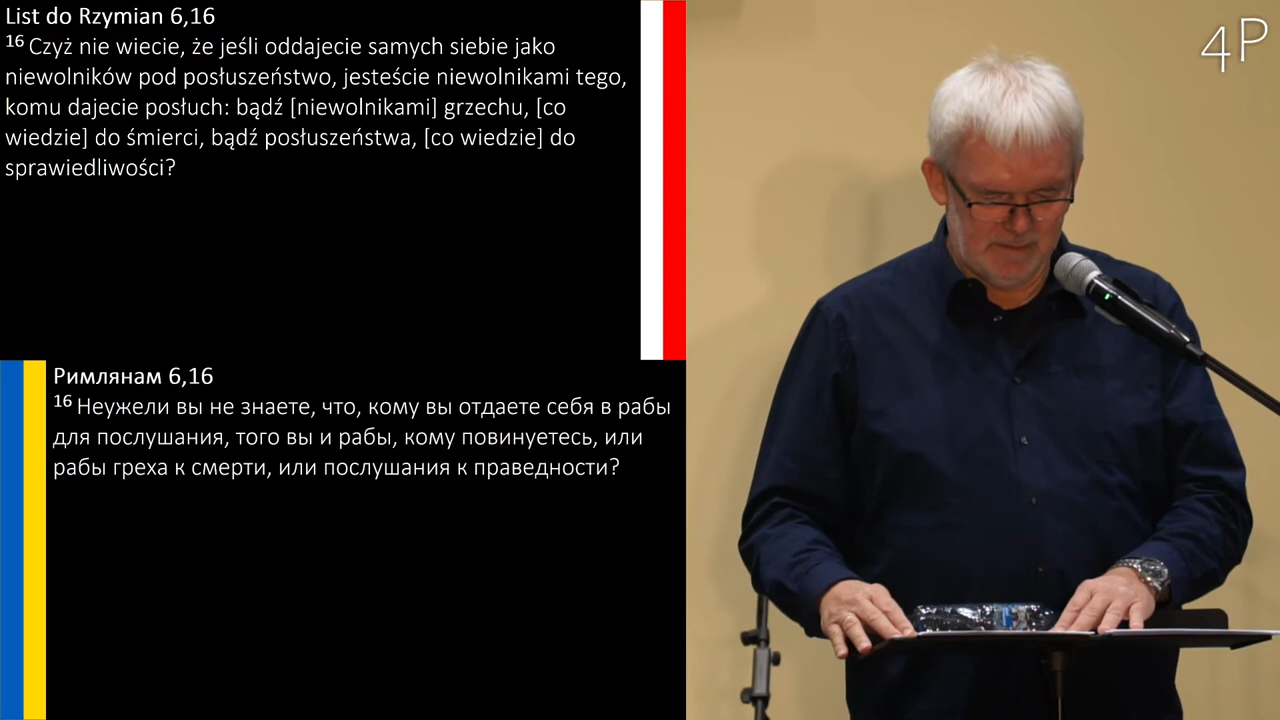 List do Rzymian 6,16
16 Czyż nie wiecie, że jeśli oddajecie samych siebie jako
niewolników pod posłuszeństwo, jesteście niewolnikami tego,
komu dajecie posłuch: bądź [niewolnikami] grzechu, [co
wiedzie] do śmierci, bądź posłuszeństwa, [co wiedzie] do
sprawiedliwości?
Римлянам 6,16
16 Неужели вы не знаете, что, кому вы отдаете себя в рабы
для послушания, того вы и рабы, кому повинуетесь, или
рабы греха к смерти, или послушания к праведности?
4P